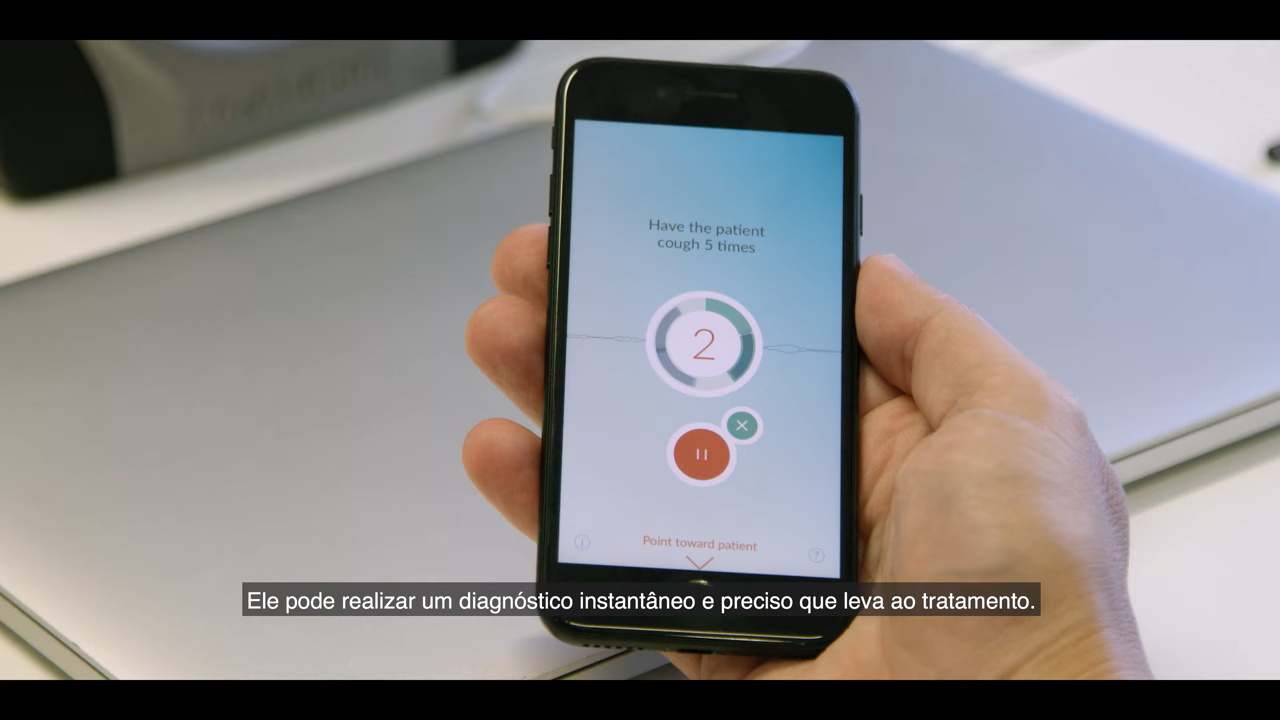 Have the patient
cough 5 times
2
Point toward patient
Ele pode realizar um diagnóstico instantâneo e preciso que leva ao tratamento.